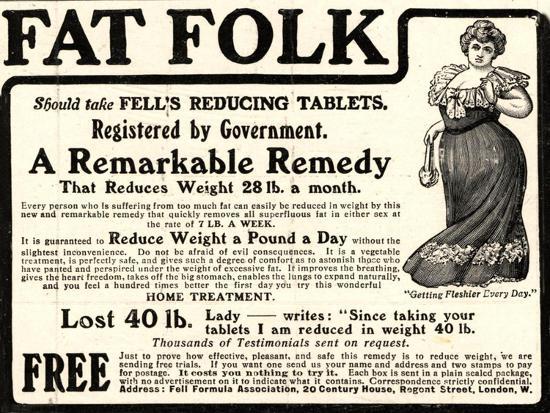 FAT FOLK
Should take FELL'S REDUCING TABLETS.
Registered by Government.
A Remarkable Remedy
That Reduces Weight 28 lb. a month.
Every person who is suffering from too much fat can easily be reduced in weight by this
new and remarkable remedy that quickly removes all superfluous fat in either sex at
the rate of 7 LB. A WEEK.
It is guaranteed to Reduce Weight a Pound a Day without the
slightest inconvenience. Do not be afraid of evil consequences. It is a vegetable
treatment, is perfectly safe, and gives such a degree of comfort as to astonish those who
have panted and perspired under the weight of excessive fat. It improves the breathing,
gives the heart freedom, takes off the big stomach, enables the lungs to expand naturally,
and you feel a hundred times better the first day you try this wonderful
HOME TREATMENT.
"Getting Fleshier Every Day."
Lost 40 lb. Lady —— writes: "Since taking your
tablets I am reduced in weight 40 lb.
Thousands of Testimonials sent on request.
FREE
Just to prove how effective, pleasant, and safe this remedy is to reduce weight, we are
sending free trials. If you want one send us your name and address and two stamps to pay
for postage. It costs you nothing to try it. Each box is sent in a plain sealed package,
with no advertisement on it to indicate what it contains. Correspondence strictly confidential.
Address: Fell Formula Association, 20 Century House, Regent Street, London, W.